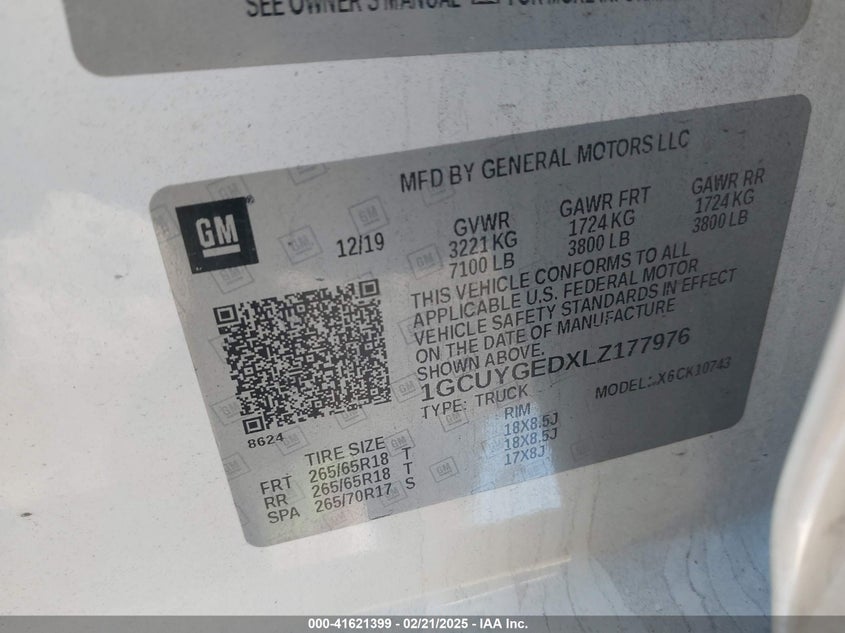 SEE OWNER'S MANUAL FOR MORE
MFD BY GENERAL MOTORS LLC
GM®
12/19
GVWR GAWR FRT GAWR RR
3221 KG 1724 KG 1724 KG
7100 LB 3800 LB 3800 LB
THIS VEHICLE CONFORMS TO ALL
APPLICABLE U.S. FEDERAL MOTOR
VEHICLE SAFETY STANDARDS IN EFFECT
ON THE DATE OF MANUFACTURE
SHOWN ABOVE.
1GCUYGEDXLZ177976
TYPE: TRUCK MODEL: X6CK10743
8624
TIRE SIZE RIM
FRT 265/65R18 T 18X8.5J
RR 265/65R18 T 18X8.5J
SPA 265/70R17 S 17X8J
000-41621399 - 02/21/2025 - IAA Inc.